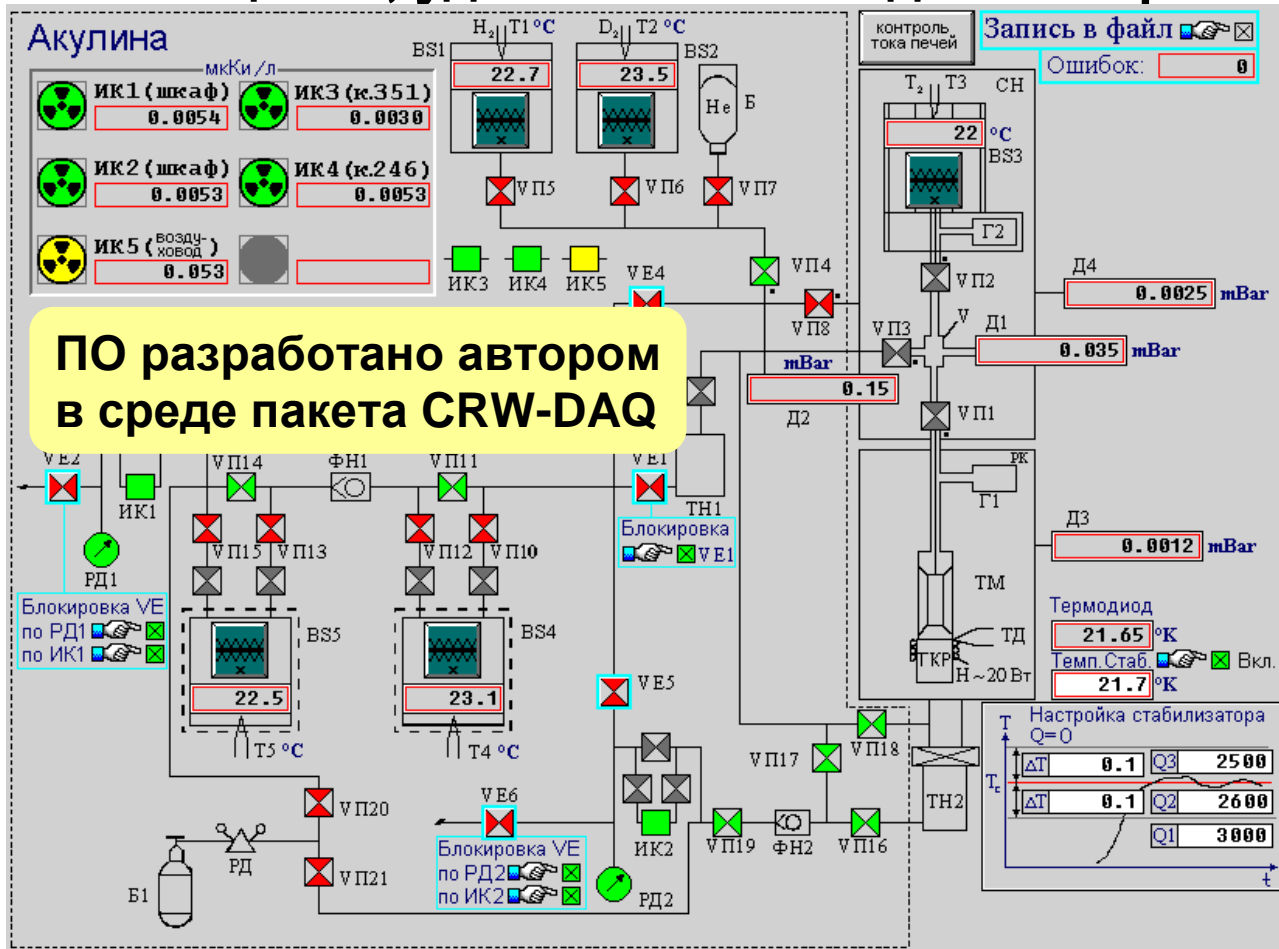 Акулина
мкКи/л
ИК1(шкаф)
0.0054
ИК3(к.351)
0.0030
ИК2(шкаф)
0.0053
ИК4(к.246)
0.0053
ИК5(возду-
ховод)
0.053
H₂ T1 °C
BS1
22.7
D₂ T2 °C
BS2
23.5
He Б
контроль
тока печей
Запись в файл
Ошибок: 0
T₂ T3 CH
22 °C
BS3
Г2
VП5
VП6
VП7
ИК3 ИК4 ИК5
VE4
VП4
VП8
VП2
VП3
V
Д4
0.0025 mBar
Д1
0.035 mBar
mBar
0.15
Д2
VП1
ПО разработано автором
в среде пакета CRW-DAQ
VE2
ИК1
VП14
ФН1
VП11
VE1
ТН1
РК
Г1
Блокировка
VE1
Д3
0.0012 mBar
РД1
VП15 VП13
VП12 VП10
Блокировка VE
по РД1
по ИК1
BS5
22.5
T5 °C
BS4
23.1
T4 °C
ТМ
ТД
ГКР
H~20Вт
Термодиод
21.65 °K
Темп.Стаб. Вкл.
21.7 °K
VE5
VП17
VП18
ТН2
Настройка стабилизатора
Q=0
T
Tc
ΔT 0.1 Q3 2500
ΔT 0.1 Q2 2600
Q1 3000
t
VП20
VE6
Блокировка VE
по РД2
по ИК2
ИК2
VП19 ФН2 VП16
РД
Б1
VП21
РД2